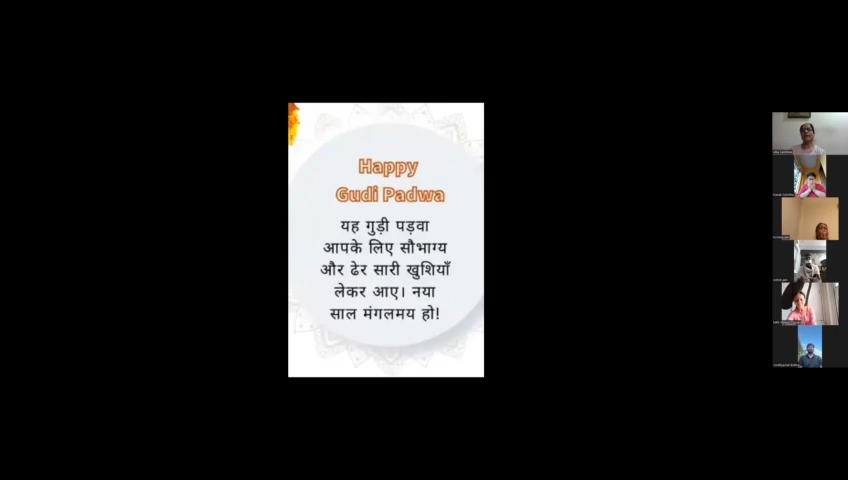 Happy
Gudi Padwa
यह गुड़ी पड़वा
आपके लिए सौभाग्य
और ढेर सारी खुशियाँ
लेकर आए। नया
साल मंगलमय हो!